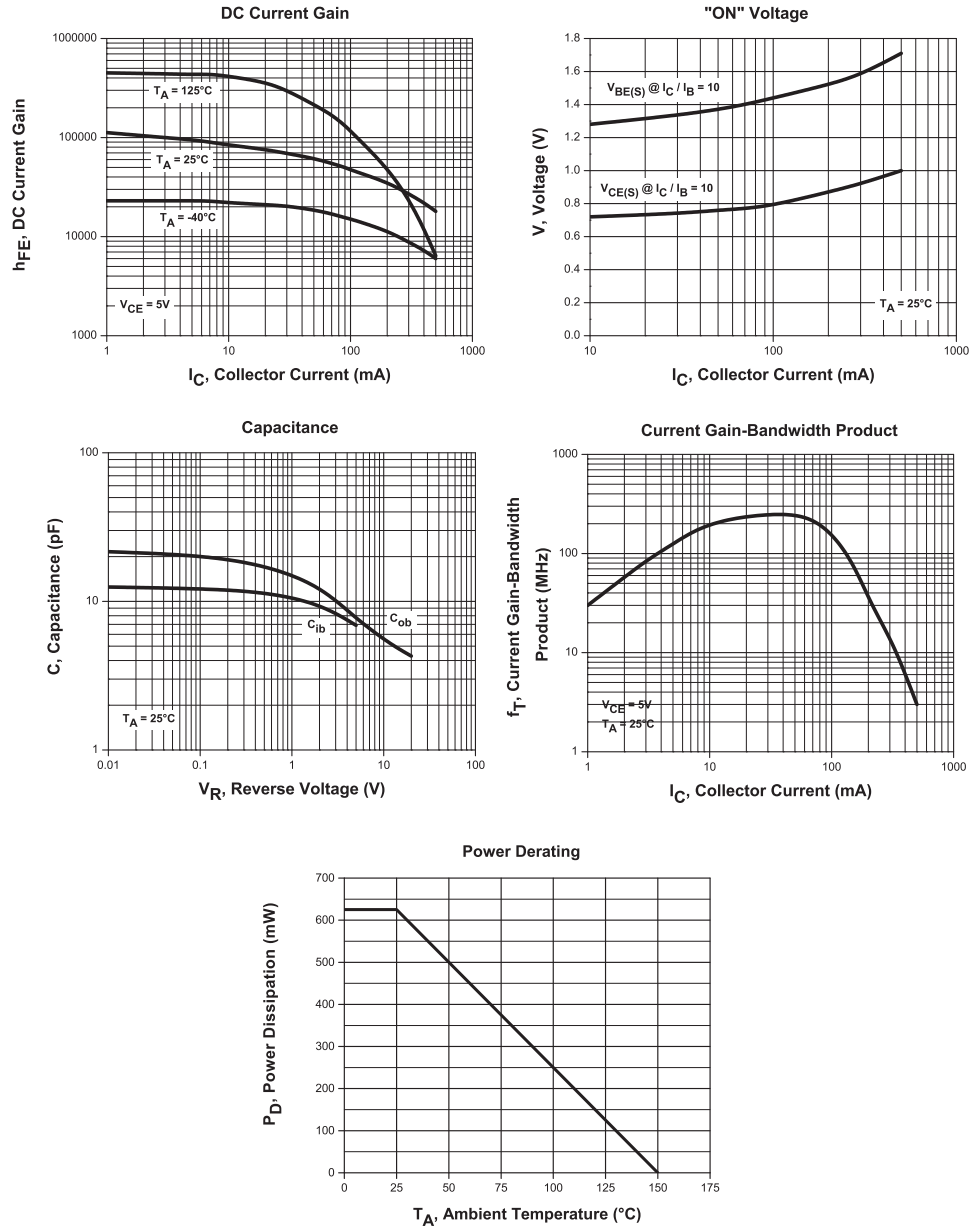 DC Current Gain
1000000
100000
10000
1000
hFE, DC Current Gain
TA = 125°C
TA = 25°C
TA = -40°C
VCE = 5V
1 10 100 1000
IC, Collector Current (mA)
"ON" Voltage
1.8
1.6
1.4
1.2
1.0
0.8
0.6
0.4
0.2
0.0
V, Voltage (V)
VBE(S) @ IC / IB = 10
VCE(S) @ IC / IB = 10
TA = 25°C
10 100 1000
IC, Collector Current (mA)
Capacitance
100
10
1
C, Capacitance (pF)
Cib
Cob
TA = 25°C
0.01 0.1 1 10 100
VR, Reverse Voltage (V)
Current Gain-Bandwidth Product
1000
100
10
1
fT, Current Gain-Bandwidth
Product (MHz)
VCE = 5V
TA = 25°C
1 10 100 1000
IC, Collector Current (mA)
Power Derating
700
600
500
400
300
200
100
0
PD, Power Dissipation (mW)
0 25 50 75 100 125 150 175
TA, Ambient Temperature (°C)